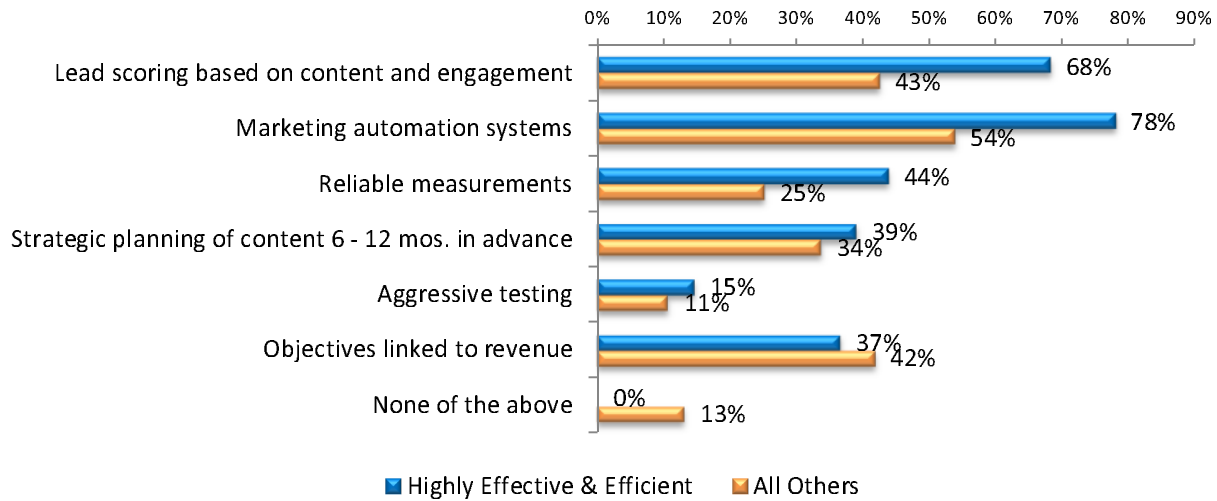 0% 10% 20% 30% 40% 50% 60% 70% 80% 90%
Lead scoring based on content and engagement 68%
43%
Marketing automation systems 78%
54%
Reliable measurements 44%
25%
Strategic planning of content 6 - 12 mos. in advance 39%
34%
Aggressive testing 15%
11%
Objectives linked to revenue 37%
42%
None of the above 0%
13%
Highly Effective & Efficient All Others